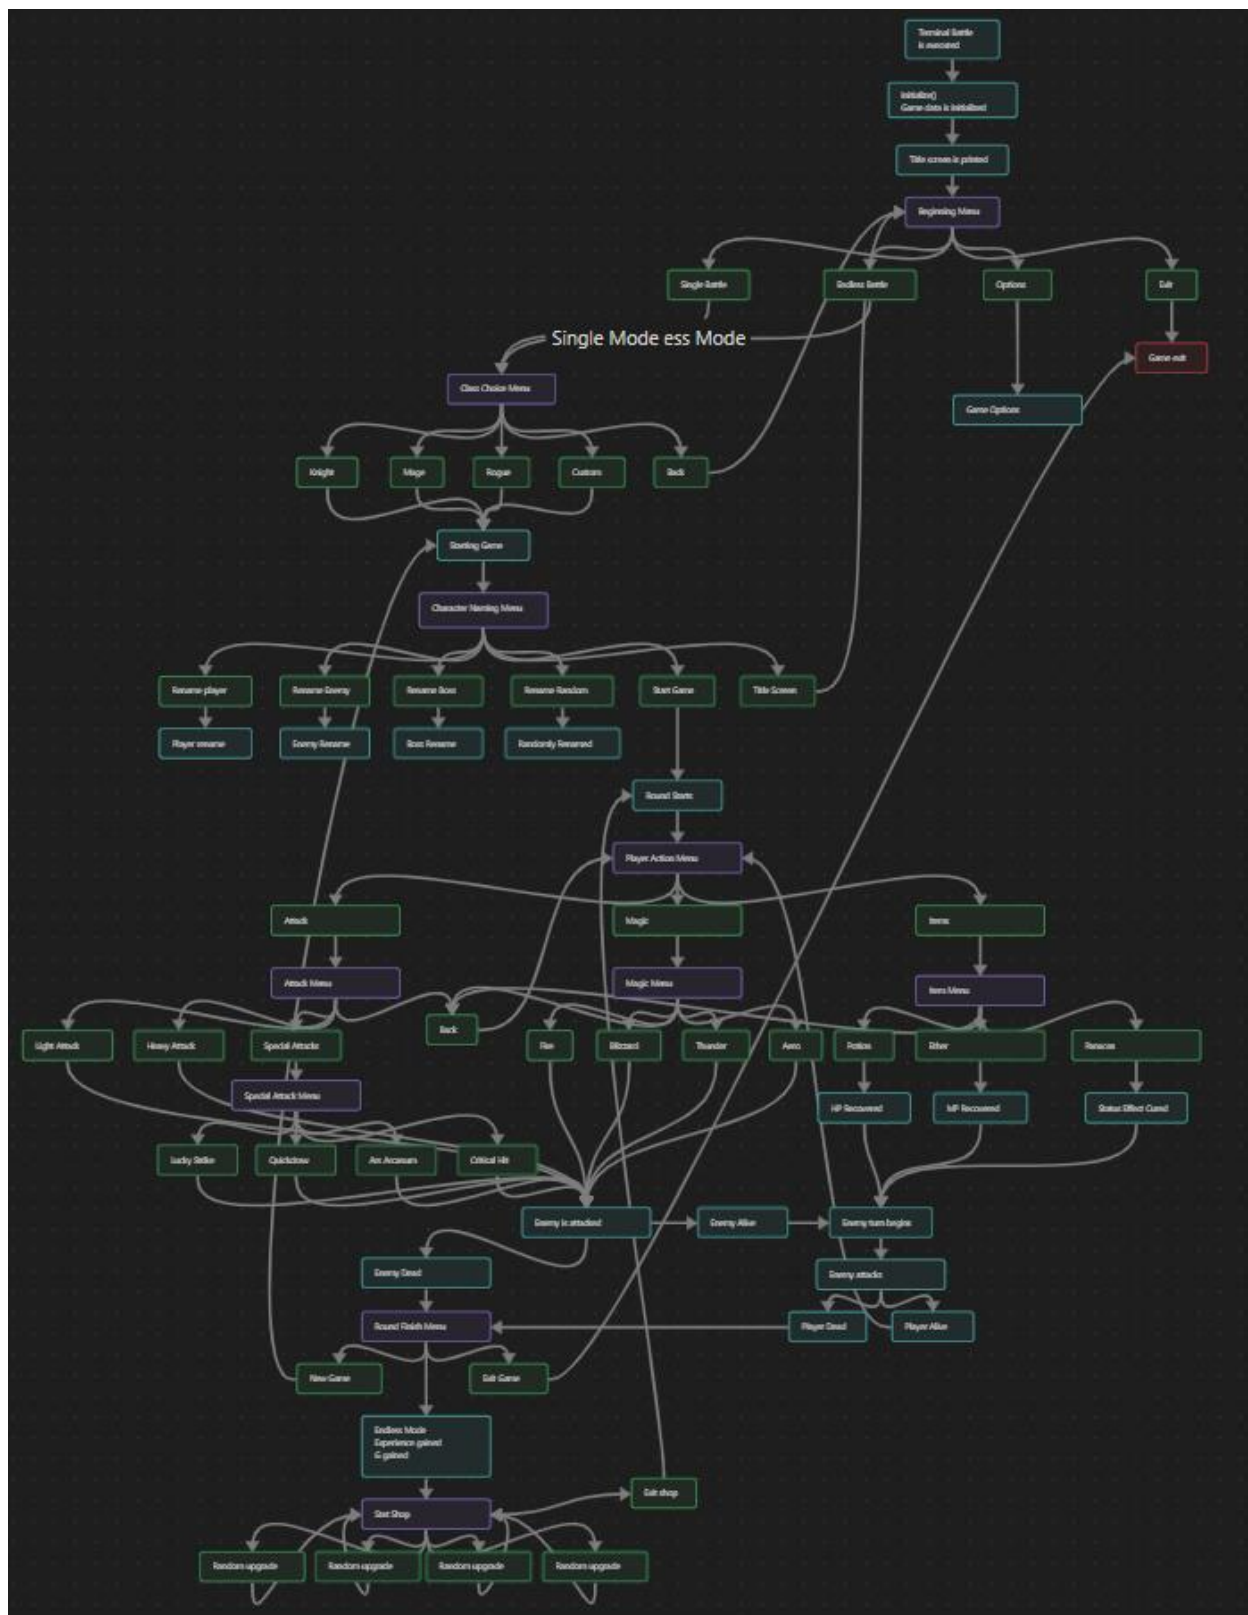 Terminal Battle
is executed
Initialize()
Game data is initialized
Title screen is printed
Beginning Menu
Single Battle
Endless Battle
Options
Exit
Single Mode ess Mode
Game exit
Class Choice Menu
Game Options
Knight
Mage
Rogue
Custom
Back
Starting Game
Character Naming Menu
Rename player
Rename Enemy
Rename Boss
Rename Random
Start Game
Title Screen
Player rename
Enemy Rename
Boss Rename
Randomly Renamed
Round Starts
Player Action Menu
Attack
Magic
Items
Attack Menu
Magic Menu
Item Menu
Light Attack
Heavy Attack
Special Attacks
Back
Fire
Blizzard
Thunder
Aero
Potion
Ether
Panacea
Special Attack Menu
HP Recovered
MP Recovered
Status Effect Cured
Lucky Strike
Quickdraw
Ars Arcanum
Critical Hit
Enemy is attacked
Enemy Alive
Enemy turn begins
Enemy Dead
Enemy attacks
Round Finish Menu
Player Dead
Player Alive
New Game
Exit Game
Endless Mode
Experience gained
G gained
Exit shop
Stat Shop
Random upgrade
Random upgrade
Random upgrade
Random upgrade